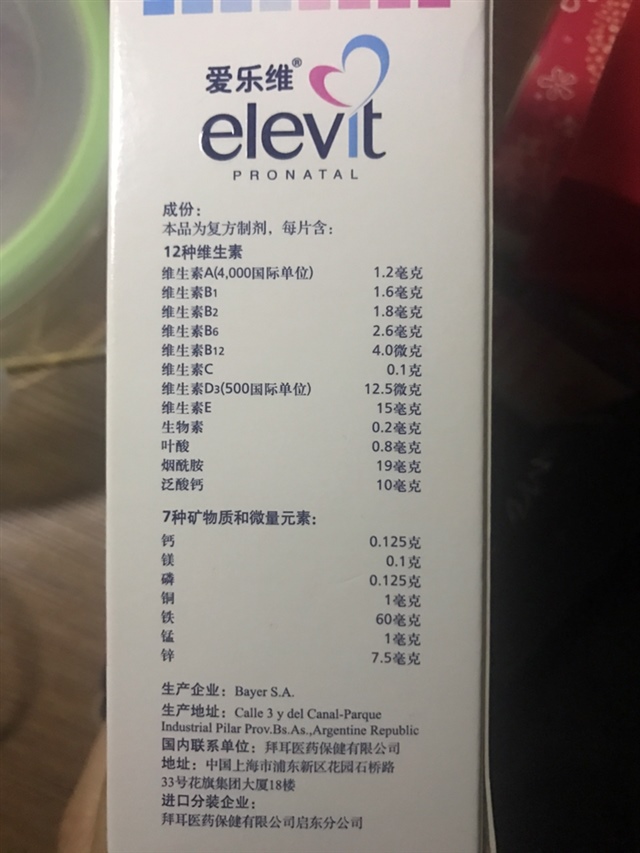 爱乐维®
elevit
PRONATAL
成份：
本品为复方制剂，每片含：
12种维生素
维生素A(4,000国际单位) 1.2毫克
维生素B1 1.6毫克
维生素B2 1.8毫克
维生素B6 2.6毫克
维生素B12 4.0微克
维生素C 0.1克
维生素D3(500国际单位) 12.5微克
维生素E 15毫克
生物素 0.2毫克
叶酸 0.8毫克
烟酰胺 19毫克
泛酸钙 10毫克
7种矿物质和微量元素：
钙 0.125克
镁 0.1克
磷 0.125克
铜 1毫克
铁 60毫克
锰 1毫克
锌 7.5毫克
生产企业：Bayer S.A.
生产地址：Calle 3 y del Canal-Parque
Industrial Pilar Prov.Bs.As.,Argentine Republic
国内联系单位：拜耳医药保健有限公司
地址：中国上海市浦东新区花园石桥路
33号花旗集团大厦18楼
进口分装企业：
拜耳医药保健有限公司启东分公司